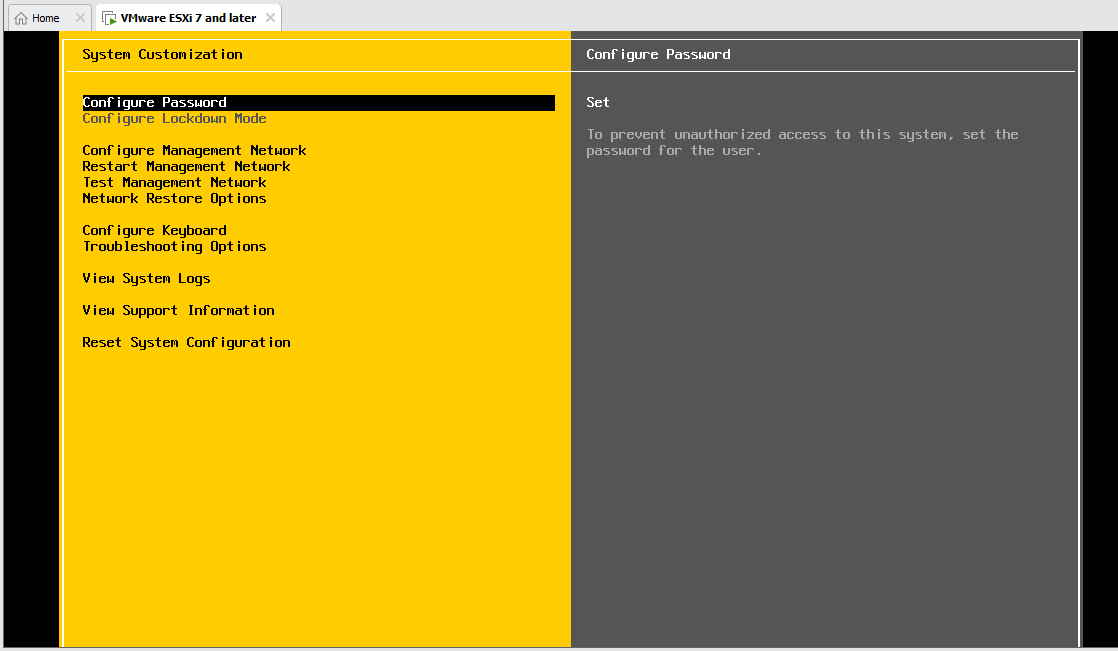 Home
VMware ESXi 7 and later
System Customization
Configure Password
Configure Lockdown Mode
Configure Management Network
Restart Management Network
Test Management Network
Network Restore Options
Configure Keyboard
Troubleshooting Options
View System Logs
View Support Information
Reset System Configuration
Configure Password
Set
To prevent unauthorized access to this system, set the
password for the user.